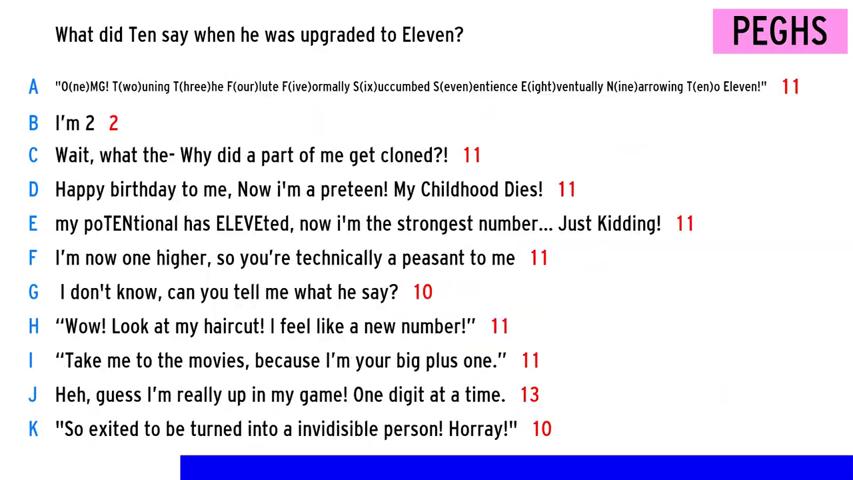 PEGHS
What did Ten say when he was upgraded to Eleven?
A "O(ne)MG! T(wo)uning T(hree)he F(our)lute F(ive)ormally S(ix)uccumbed S(even)entience E(ight)ventually N(ine)arrowing T(en)o Eleven!" 11
B I'm 2 2
C Wait, what the- Why did a part of me get cloned?! 11
D Happy birthday to me, Now i'm a preteen! My Childhood Dies! 11
E my poTENtional has ELEVEted, now i'm the strongest number... Just Kidding! 11
F I'm now one higher, so you're technically a peasant to me 11
G I don't know, can you tell me what he say? 10
H “Wow! Look at my haircut! I feel like a new number!” 11
I “Take me to the movies, because I'm your big plus one.” 11
J Heh, guess I'm really up in my game! One digit at a time. 13
K "So exited to be turned into a invidisible person! Horray!" 10